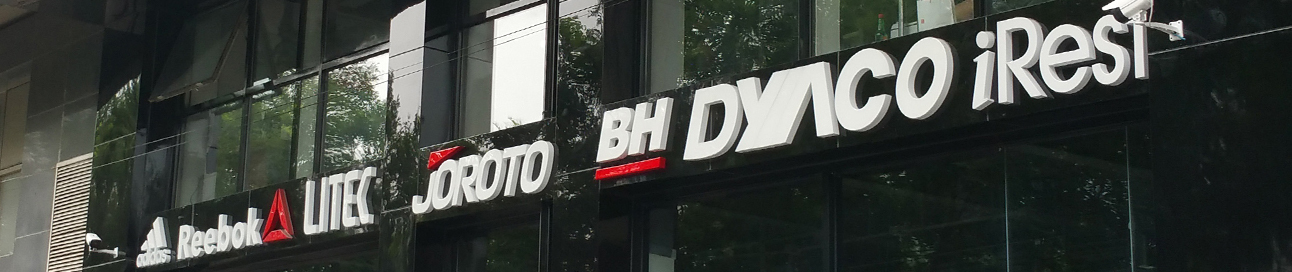 adidas Reebok LITEC JOROTO BH DYACO iRest